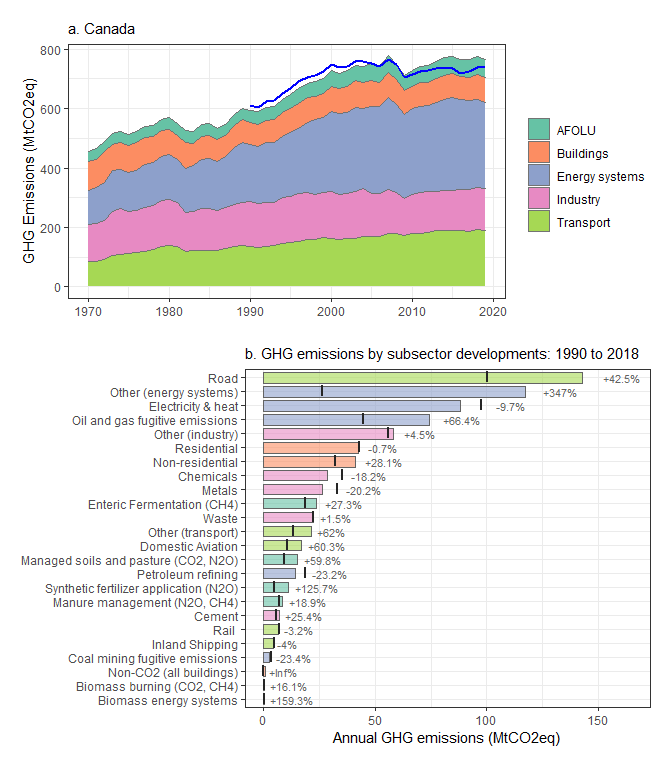 a. Canada
GHG Emissions (MtCO2eq)
800
600
400
200
0
1970
1980
1990
2000
2010
2020
AFOLU
Buildings
Energy systems
Industry
Transport
b. GHG emissions by subsector developments: 1990 to 2018
Road +42.5%
Other (energy systems) +347%
Electricity & heat -9.7%
Oil and gas fugitive emissions +66.4%
Other (industry) +4.5%
Residential -0.7%
Non-residential +28.1%
Chemicals -18.2%
Metals -20.2%
Enteric Fermentation (CH4) +27.3%
Waste +1.5%
Other (transport) +62%
Domestic Aviation +60.3%
Managed soils and pasture (CO2, N2O) +59.8%
Petroleum refining -23.2%
Synthetic fertilizer application (N2O) +125.7%
Manure management (N2O, CH4) +18.9%
Cement +25.4%
Rail -3.2%
Inland Shipping -4%
Coal mining fugitive emissions -23.4%
Non-CO2 (all buildings) +Inf%
Biomass burning (CO2, CH4) +16.1%
Biomass energy systems +159.3%
0
50
100
150
Annual GHG emissions (MtCO2eq)